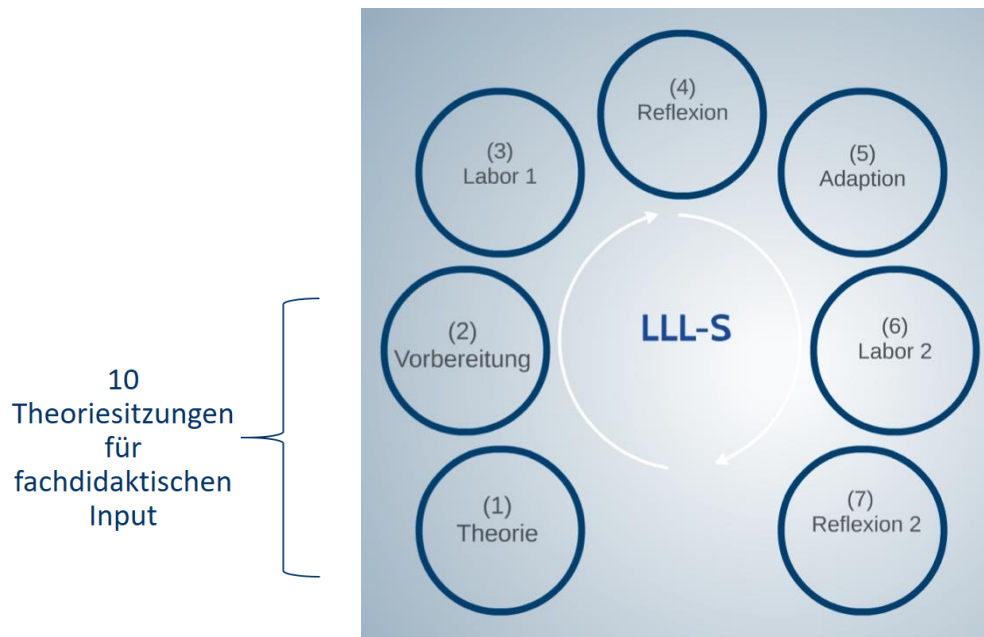 10
Theoriesitzungen
für
fachdidaktischen
Input
(1)
Theorie
(2)
Vorbereitung
(3)
Labor 1
(4)
Reflexion
(5)
Adaption
(6)
Labor 2
(7)
Reflexion 2
LLL-S